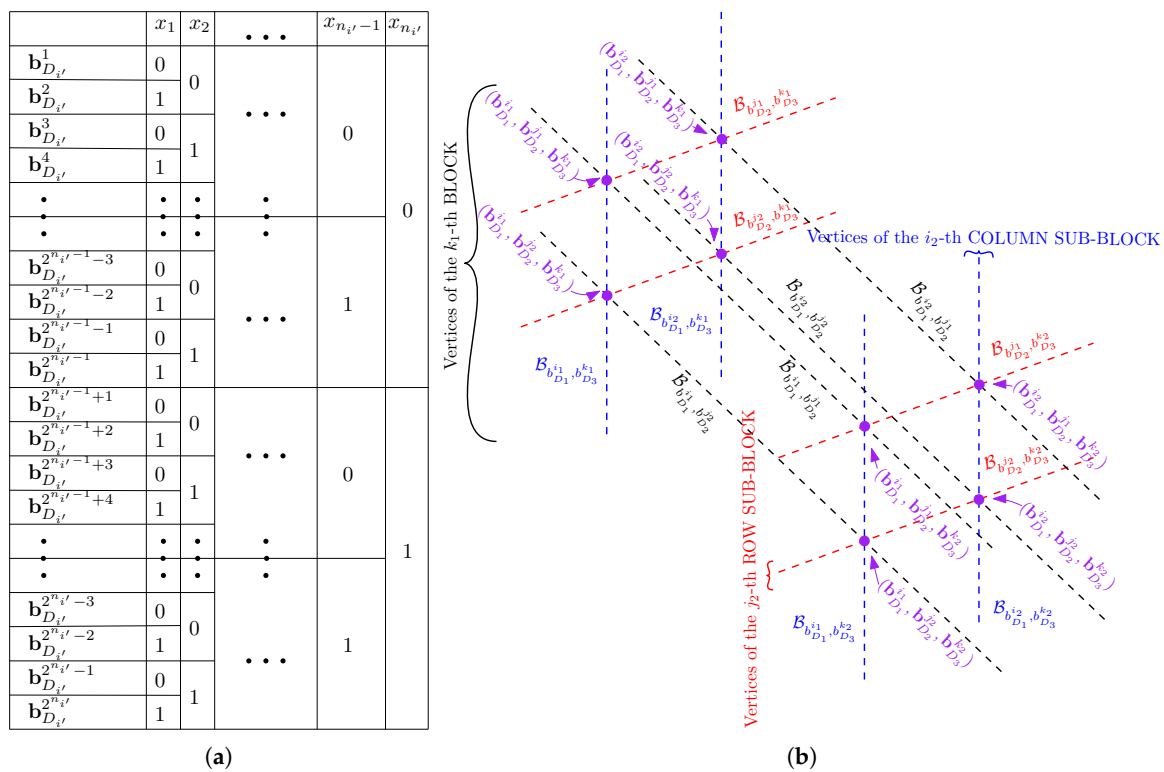 x_1 x_2 ... x_{n_{i'}-1} x_{n_{i'}}
b^1_{D_{i'}} 0
0
b^2_{D_{i'}} 1
...
b^3_{D_{i'}} 0
0
1
b^4_{D_{i'}} 1
0
b^{2^{n_{i'}-1}-3}_{D_{i'}} 0
0
b^{2^{n_{i'}-1}-2}_{D_{i'}} 1
...
1
b^{2^{n_{i'}-1}-1}_{D_{i'}} 0
1
b^{2^{n_{i'}-1}}_{D_{i'}} 1
b^{2^{n_{i'}-1}+1}_{D_{i'}} 0
0
b^{2^{n_{i'}-1}+2}_{D_{i'}} 1
...
0
b^{2^{n_{i'}-1}+3}_{D_{i'}} 0
1
b^{2^{n_{i'}-1}+4}_{D_{i'}} 1
1
b^{2^{n_{i'}}-3}_{D_{i'}} 0
0
b^{2^{n_{i'}}-2}_{D_{i'}} 1
...
1
b^{2^{n_{i'}}-1}_{D_{i'}} 0
1
b^{2^{n_{i'}}}_{D_{i'}} 1
(a)
Vertices of the k_1-th BLOCK
(b^{i_1}_{D_1}, b^{j_1}_{D_2}, b^{k_1}_{D_3})
(b^{i_2}_{D_1}, b^{j_1}_{D_2}, b^{k_1}_{D_3})
B_{b^{j_1}_{D_2}, b^{k_1}_{D_3}}
(b^{i_1}_{D_1}, b^{j_2}_{D_2}, b^{k_1}_{D_3})
(b^{i_2}_{D_1}, b^{j_2}_{D_2}, b^{k_1}_{D_3})
B_{b^{j_2}_{D_2}, b^{k_1}_{D_3}}
Vertices of the i_2-th COLUMN SUB-BLOCK
B_{b^{i_2}_{D_1}, b^{k_1}_{D_3}}
B_{b^{i_1}_{D_1}, b^{k_1}_{D_3}}
B_{b^{i_2}_{D_1}, b^{j_2}_{D_2}}
B_{b^{i_2}_{D_1}, b^{j_1}_{D_2}}
B_{b^{i_1}_{D_1}, b^{j_2}_{D_2}}
B_{b^{i_1}_{D_1}, b^{j_1}_{D_2}}
B_{b^{j_1}_{D_2}, b^{k_2}_{D_3}}
(b^{i_2}_{D_1}, b^{j_1}_{D_2}, b^{k_2}_{D_3})
B_{b^{j_2}_{D_2}, b^{k_2}_{D_3}}
(b^{i_1}_{D_1}, b^{j_1}_{D_2}, b^{k_2}_{D_3})
(b^{i_2}_{D_1}, b^{j_2}_{D_2}, b^{k_2}_{D_3})
Vertices of the j_2-th ROW SUB-BLOCK
(b^{i_1}_{D_1}, b^{j_2}_{D_2}, b^{k_2}_{D_3})
B_{b^{i_1}_{D_1}, b^{k_2}_{D_3}}
B_{b^{i_2}_{D_1}, b^{k_2}_{D_3}}
(b)